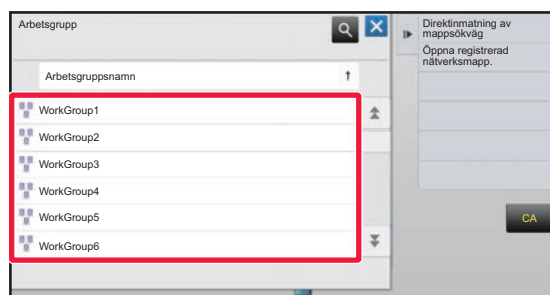 Arbetsgrupp
Arbetsgruppsnamn
WorkGroup1
WorkGroup2
WorkGroup3
WorkGroup4
WorkGroup5
WorkGroup6
Direktinmatning av
mappsökväg
Öppna registrerad
nätverksmapp.
CA